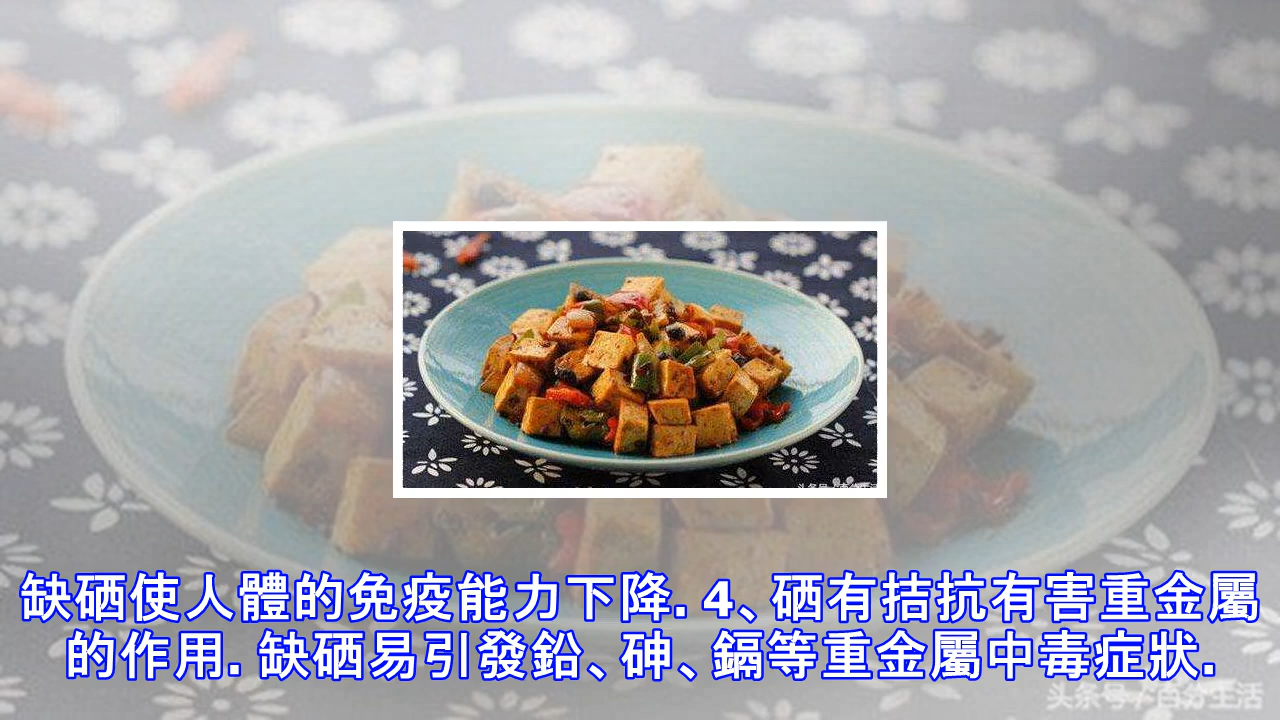 缺硒使人體的免疫能力下降. 4、硒有拮抗有害重金屬
的作用. 缺硒易引發鉛、砷、鎘等重金屬中毒症狀.
头条号 / 百分生活